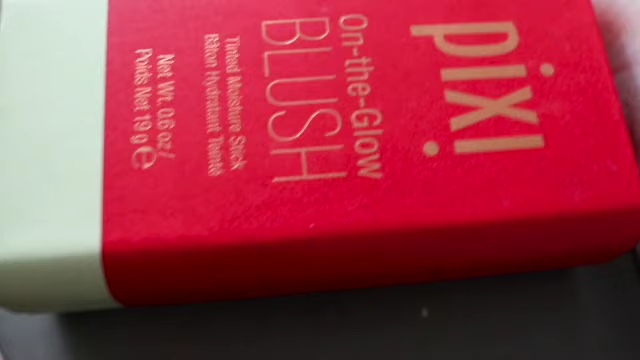 pixi
On-the-Glow
BLUSH
Tinted Moisture Stick
Bâton Hydratant Teinté
Net Wt. 0.6 oz/
Poids Net 19 g ℮